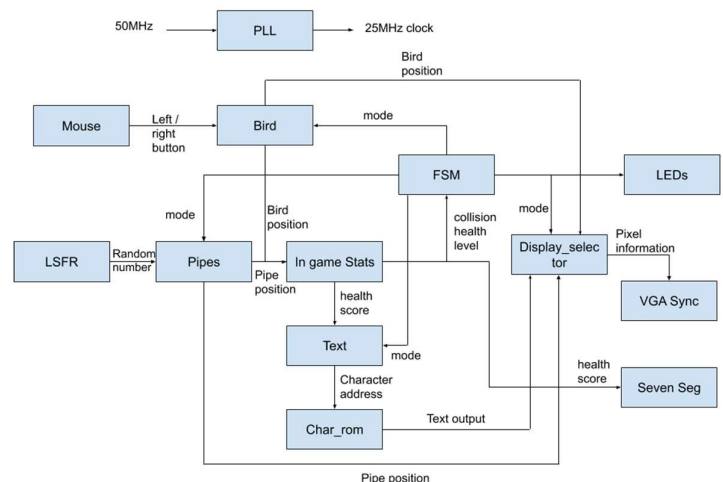 50MHz
PLL
25MHz clock
Bird
position
Mouse
Left /
right
button
Bird
mode
FSM
LEDs
mode
Bird
position
collision
health
level
mode
Display_selec
tor
Pixel
information
LSFR
Random
number
Pipes
Pipe
position
In game Stats
VGA Sync
health
score
Text
mode
health
score
Character
address
Seven Seg
Char_rom
Text output
Pipe position